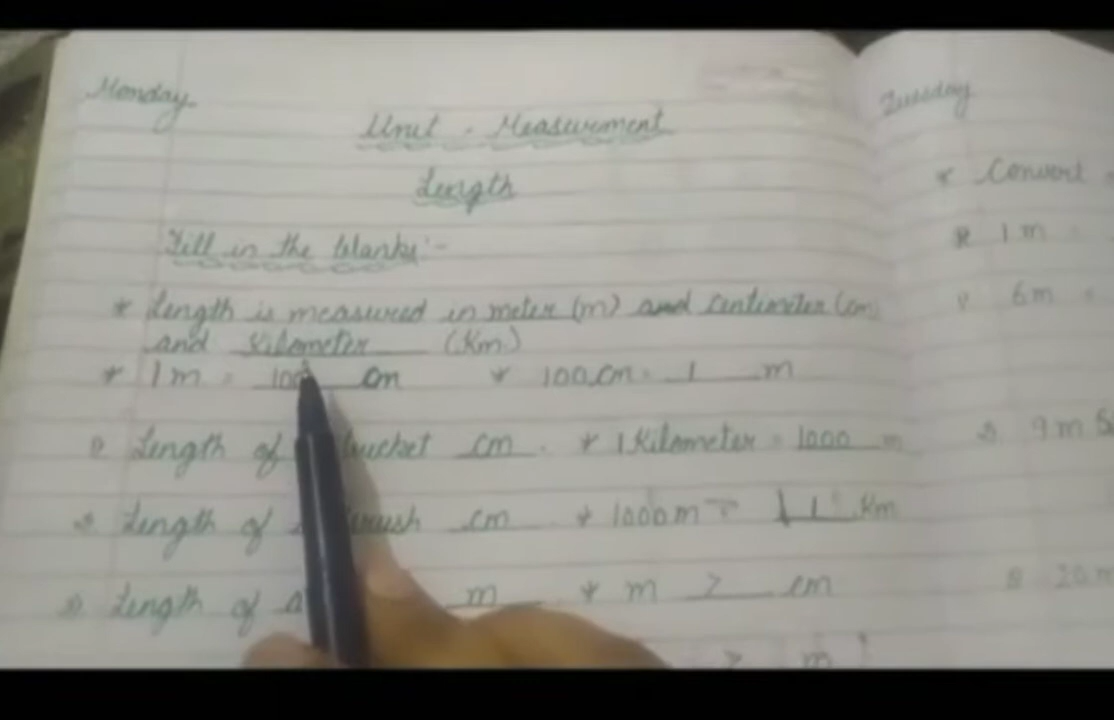 Monday
Unit - Measurement
Length
Fill in the blanks :-
* Length is measured in meter (m) and centimeter (cm
and Kilometer (Km)
* 1m = 100 cm * 100cm = 1 m
Length of bucket cm * 1 Kilometer = 1000 m
Length of cm * 1000m = 1 Km
Length of a m * m > cm
> m
Tuesday
* Convert
1m
6m
9m
20m